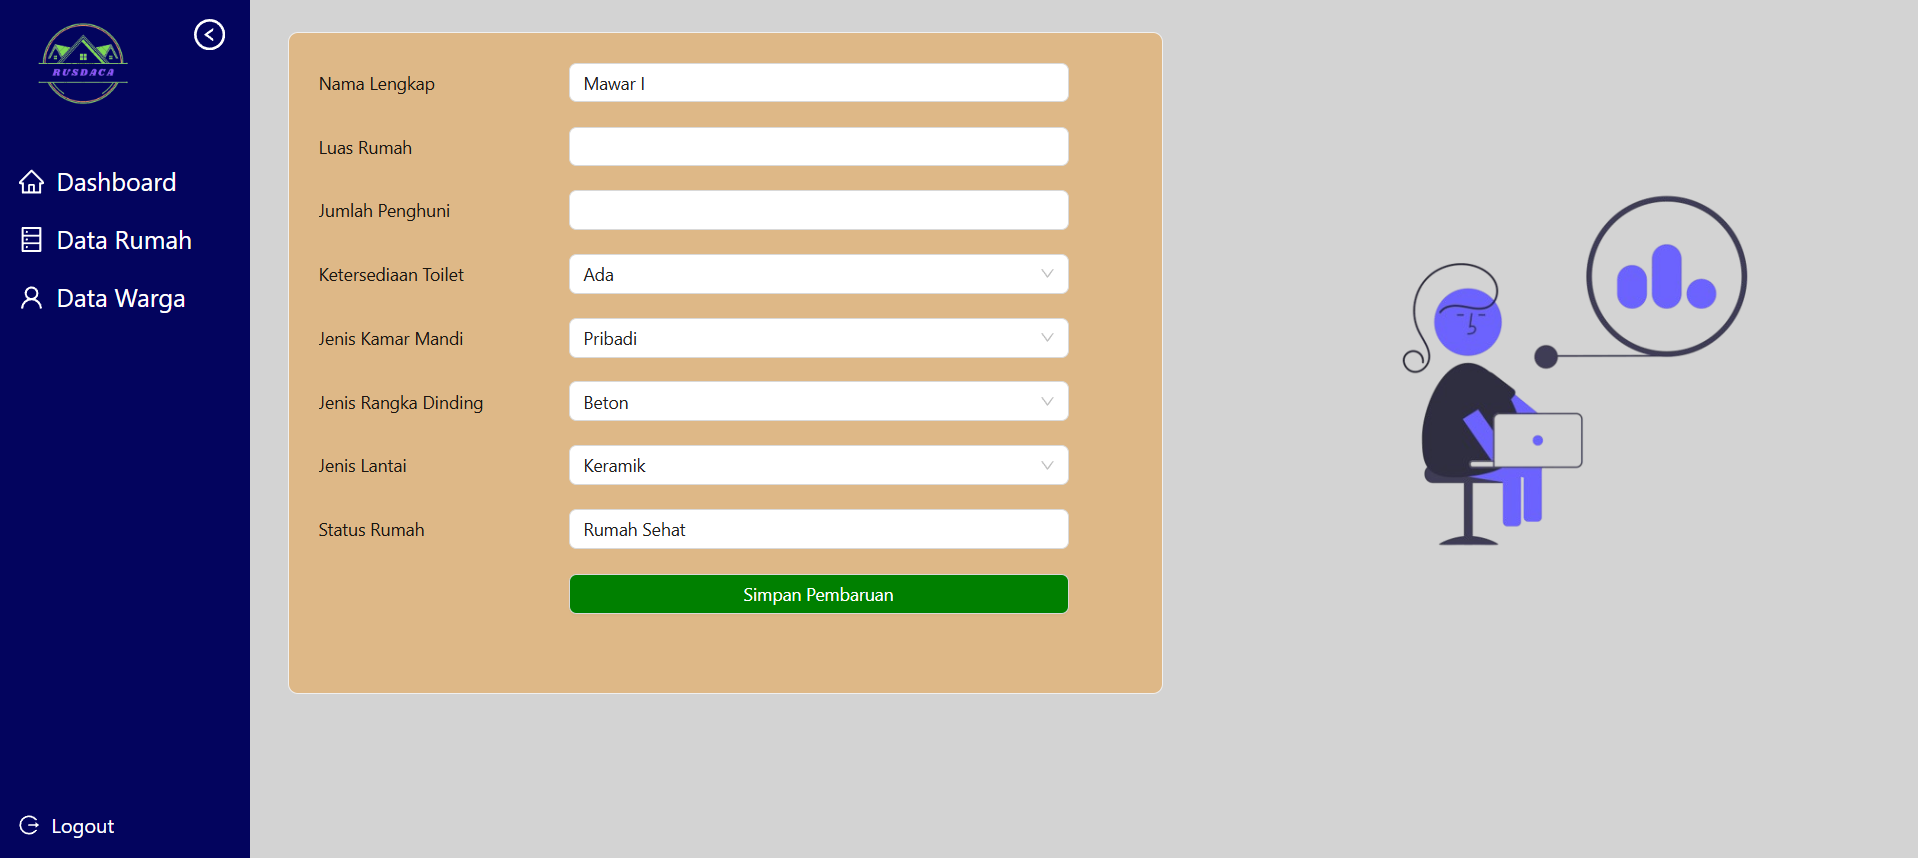 RUSDACA
Dashboard
Data Rumah
Data Warga
Logout
Nama Lengkap
Mawar I
Luas Rumah
Jumlah Penghuni
Ketersediaan Toilet
Ada
Jenis Kamar Mandi
Pribadi
Jenis Rangka Dinding
Beton
Jenis Lantai
Keramik
Status Rumah
Rumah Sehat
Simpan Pembaruan